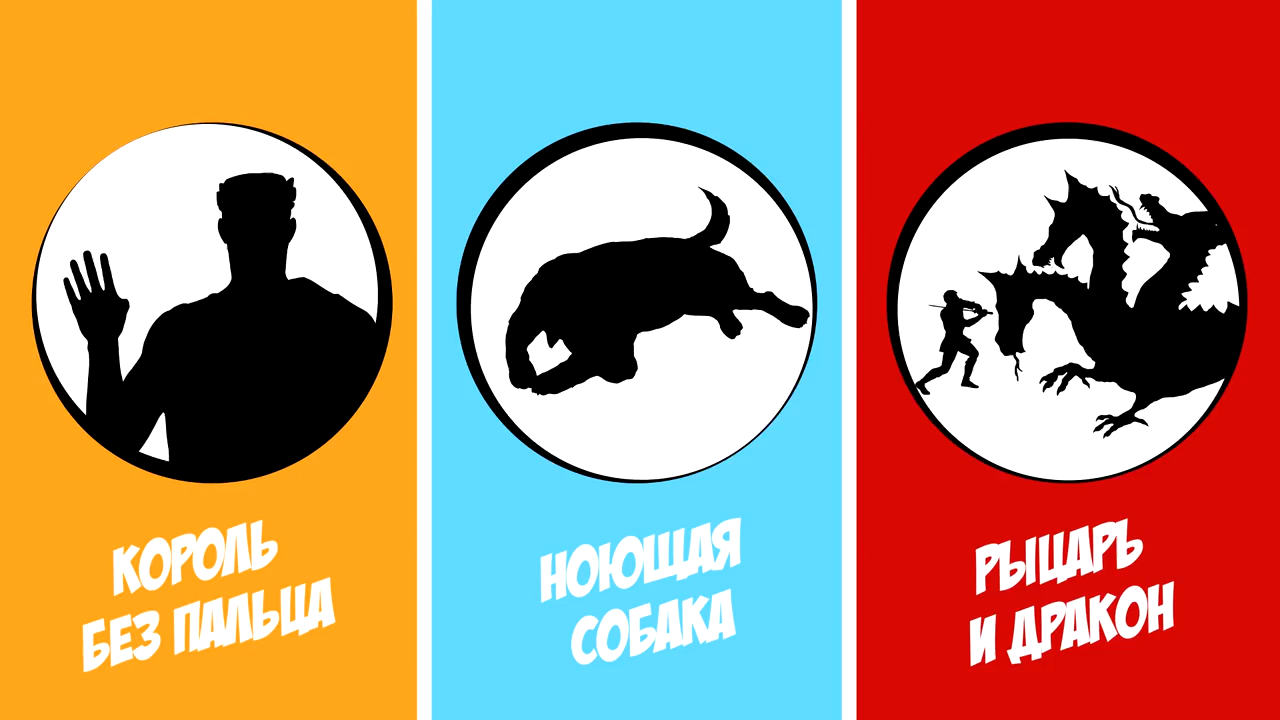 КОРОЛЬ
БЕЗ ПАЛЬЦА
НОЮЩАЯ
СОБАКА
РЫЦАРЬ
И ДРАКОН